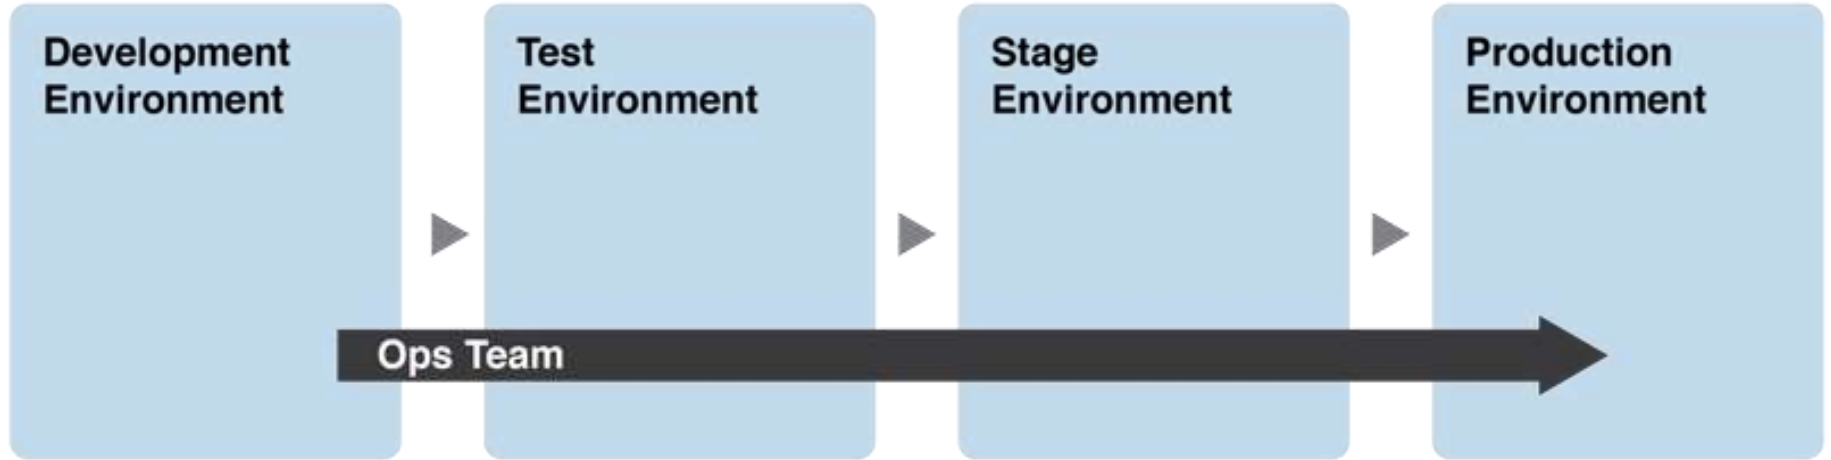 Development
Environment
Test
Environment
Stage
Environment
Production
Environment
Ops Team